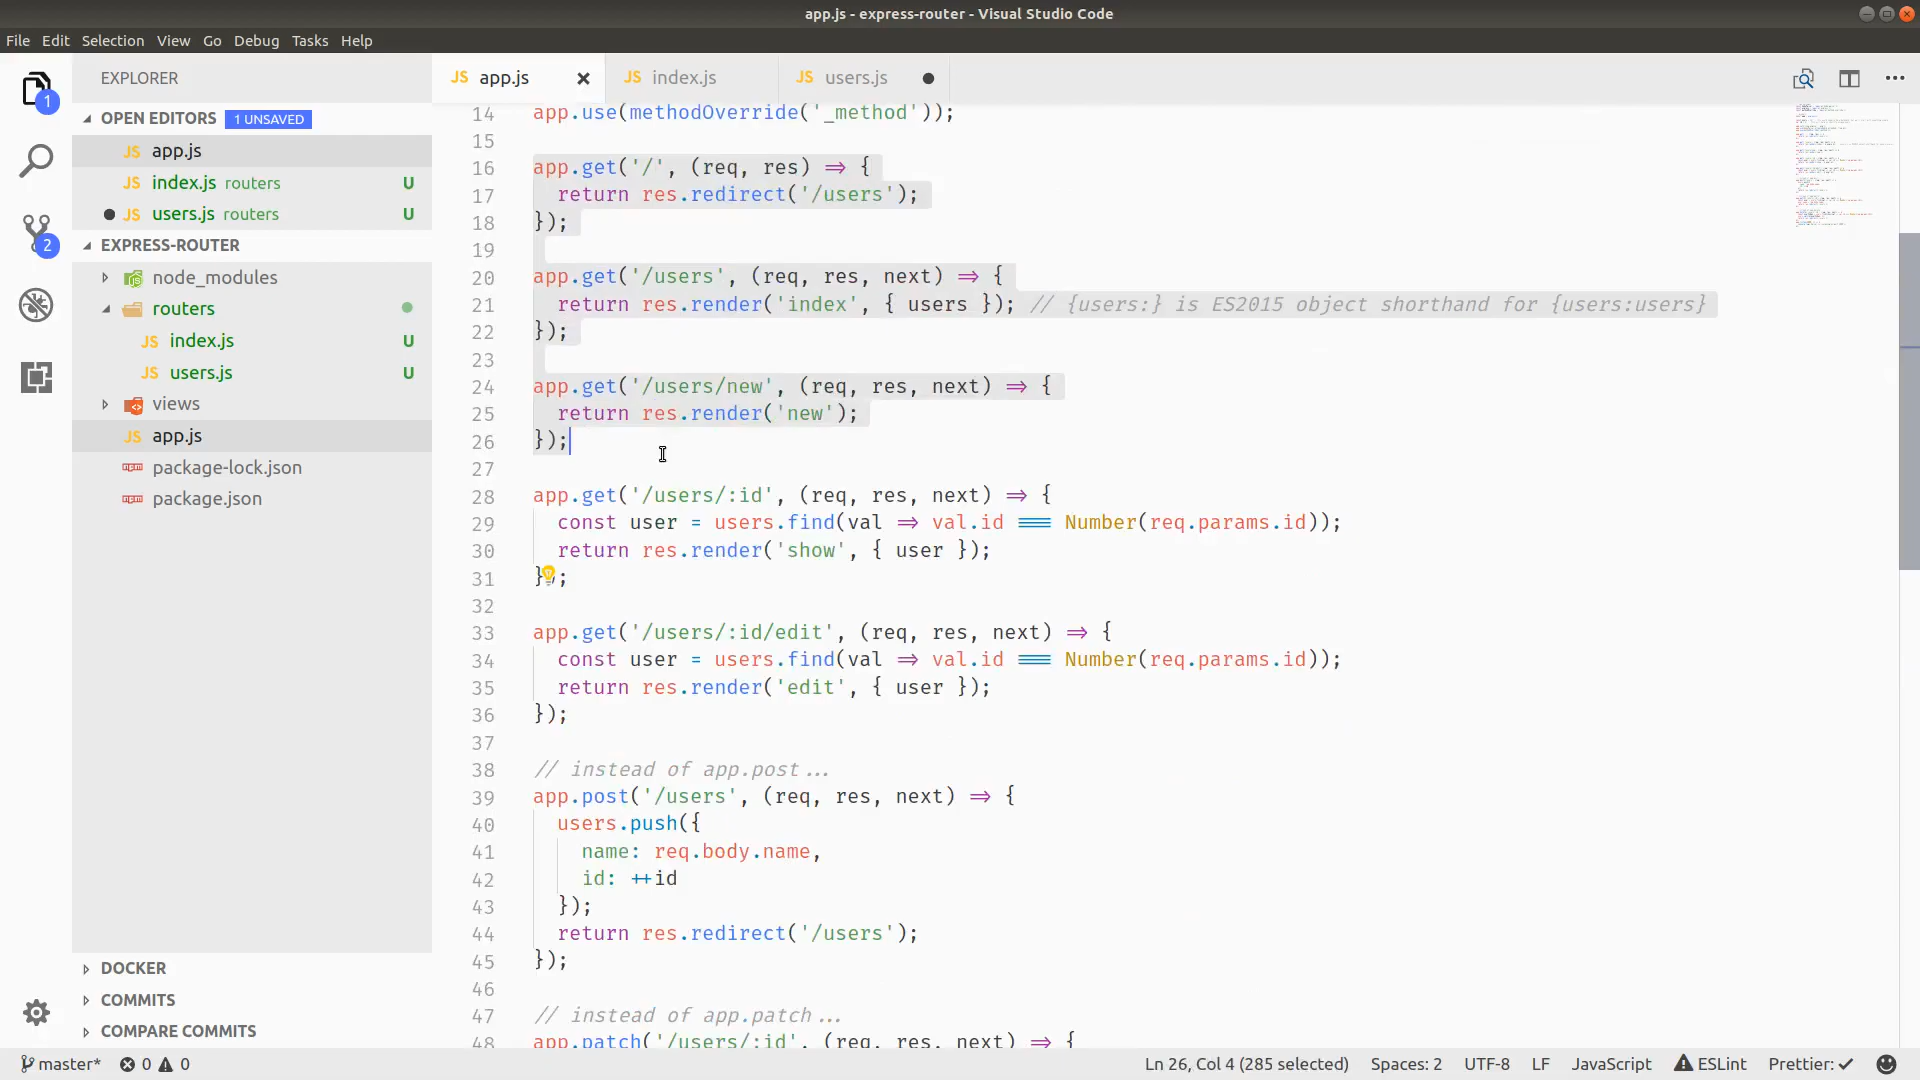 app.js - express-router - Visual Studio Code
File Edit Selection View Go Debug Tasks Help
EXPLORER
OPEN EDITORS 1 UNSAVED
JS app.js
JS index.js routers U
JS users.js routers U
EXPRESS-ROUTER
node_modules
routers
JS index.js U
JS users.js U
views
JS app.js
package-lock.json
package.json
DOCKER
COMMITS
COMPARE COMMITS
1
2
JS app.js
JS index.js
JS users.js
14 app.use(methodOverride('_method'));
15
16 app.get('/', (req, res) => {
17 return res.redirect('/users');
18 });
19
20 app.get('/users', (req, res, next) => {
21 return res.render('index', { users }); // {users:} is ES2015 object shorthand for {users:users}
22 });
23
24 app.get('/users/new', (req, res, next) => {
25 return res.render('new');
26 });
27
28 app.get('/users/:id', (req, res, next) => {
29 const user = users.find(val => val.id === Number(req.params.id));
30 return res.render('show', { user });
31 });
32
33 app.get('/users/:id/edit', (req, res, next) => {
34 const user = users.find(val => val.id === Number(req.params.id));
35 return res.render('edit', { user });
36 });
37
38 // instead of app.post...
39 app.post('/users', (req, res, next) => {
40 users.push({
41 name: req.body.name,
42 id: ++id
43 });
44 return res.redirect('/users');
45 });
46
47 // instead of app.patch...
48 app.patch('/users/:id', (req, res, next) => {
master* 0 0
Ln 26, Col 4 (285 selected) Spaces: 2 UTF-8 LF JavaScript ESLint Prettier: ✓